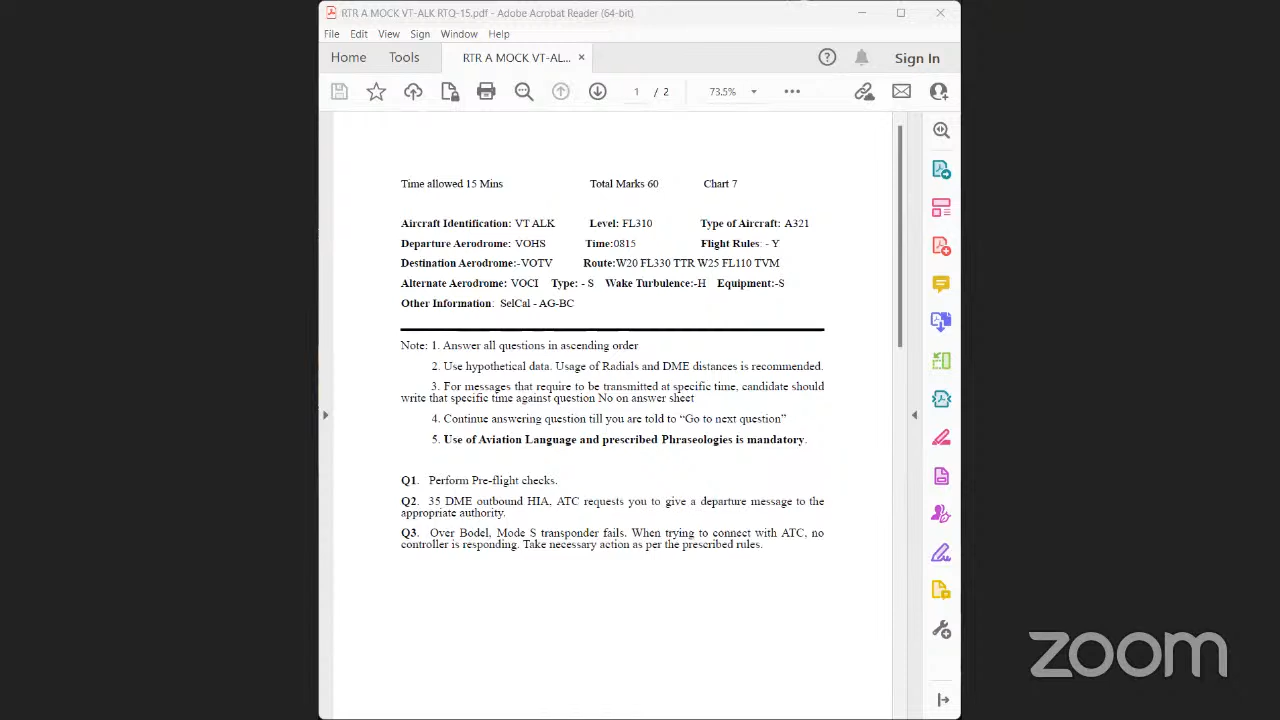 RTR A MOCK VT-ALK RTQ-15.pdf - Adobe Acrobat Reader (64-bit)
File Edit View Sign Window Help
Home Tools RTR A MOCK VT-AL... × Sign In
1 / 2 73.5%
Time allowed 15 Mins Total Marks 60 Chart 7
Aircraft Identification: VT ALK Level: FL310 Type of Aircraft: A321
Departure Aerodrome: VOHS Time:0815 Flight Rules: - Y
Destination Aerodrome:-VOTV Route:W20 FL330 TTR W25 FL110 TVM
Alternate Aerodrome: VOCI Type: - S Wake Turbulence:-H Equipment:-S
Other Information: SelCal - AG-BC
Note: 1. Answer all questions in ascending order
2. Use hypothetical data. Usage of Radials and DME distances is recommended.
3. For messages that require to be transmitted at specific time, candidate should
write that specific time against question No on answer sheet
4. Continue answering question till you are told to “Go to next question”
5. Use of Aviation Language and prescribed Phraseologies is mandatory.
Q1. Perform Pre-flight checks.
Q2. 35 DME outbound HIA, ATC requests you to give a departure message to the
appropriate authority.
Q3. Over Bodel, Mode S transponder fails. When trying to connect with ATC, no
controller is responding. Take necessary action as per the prescribed rules.
zoom